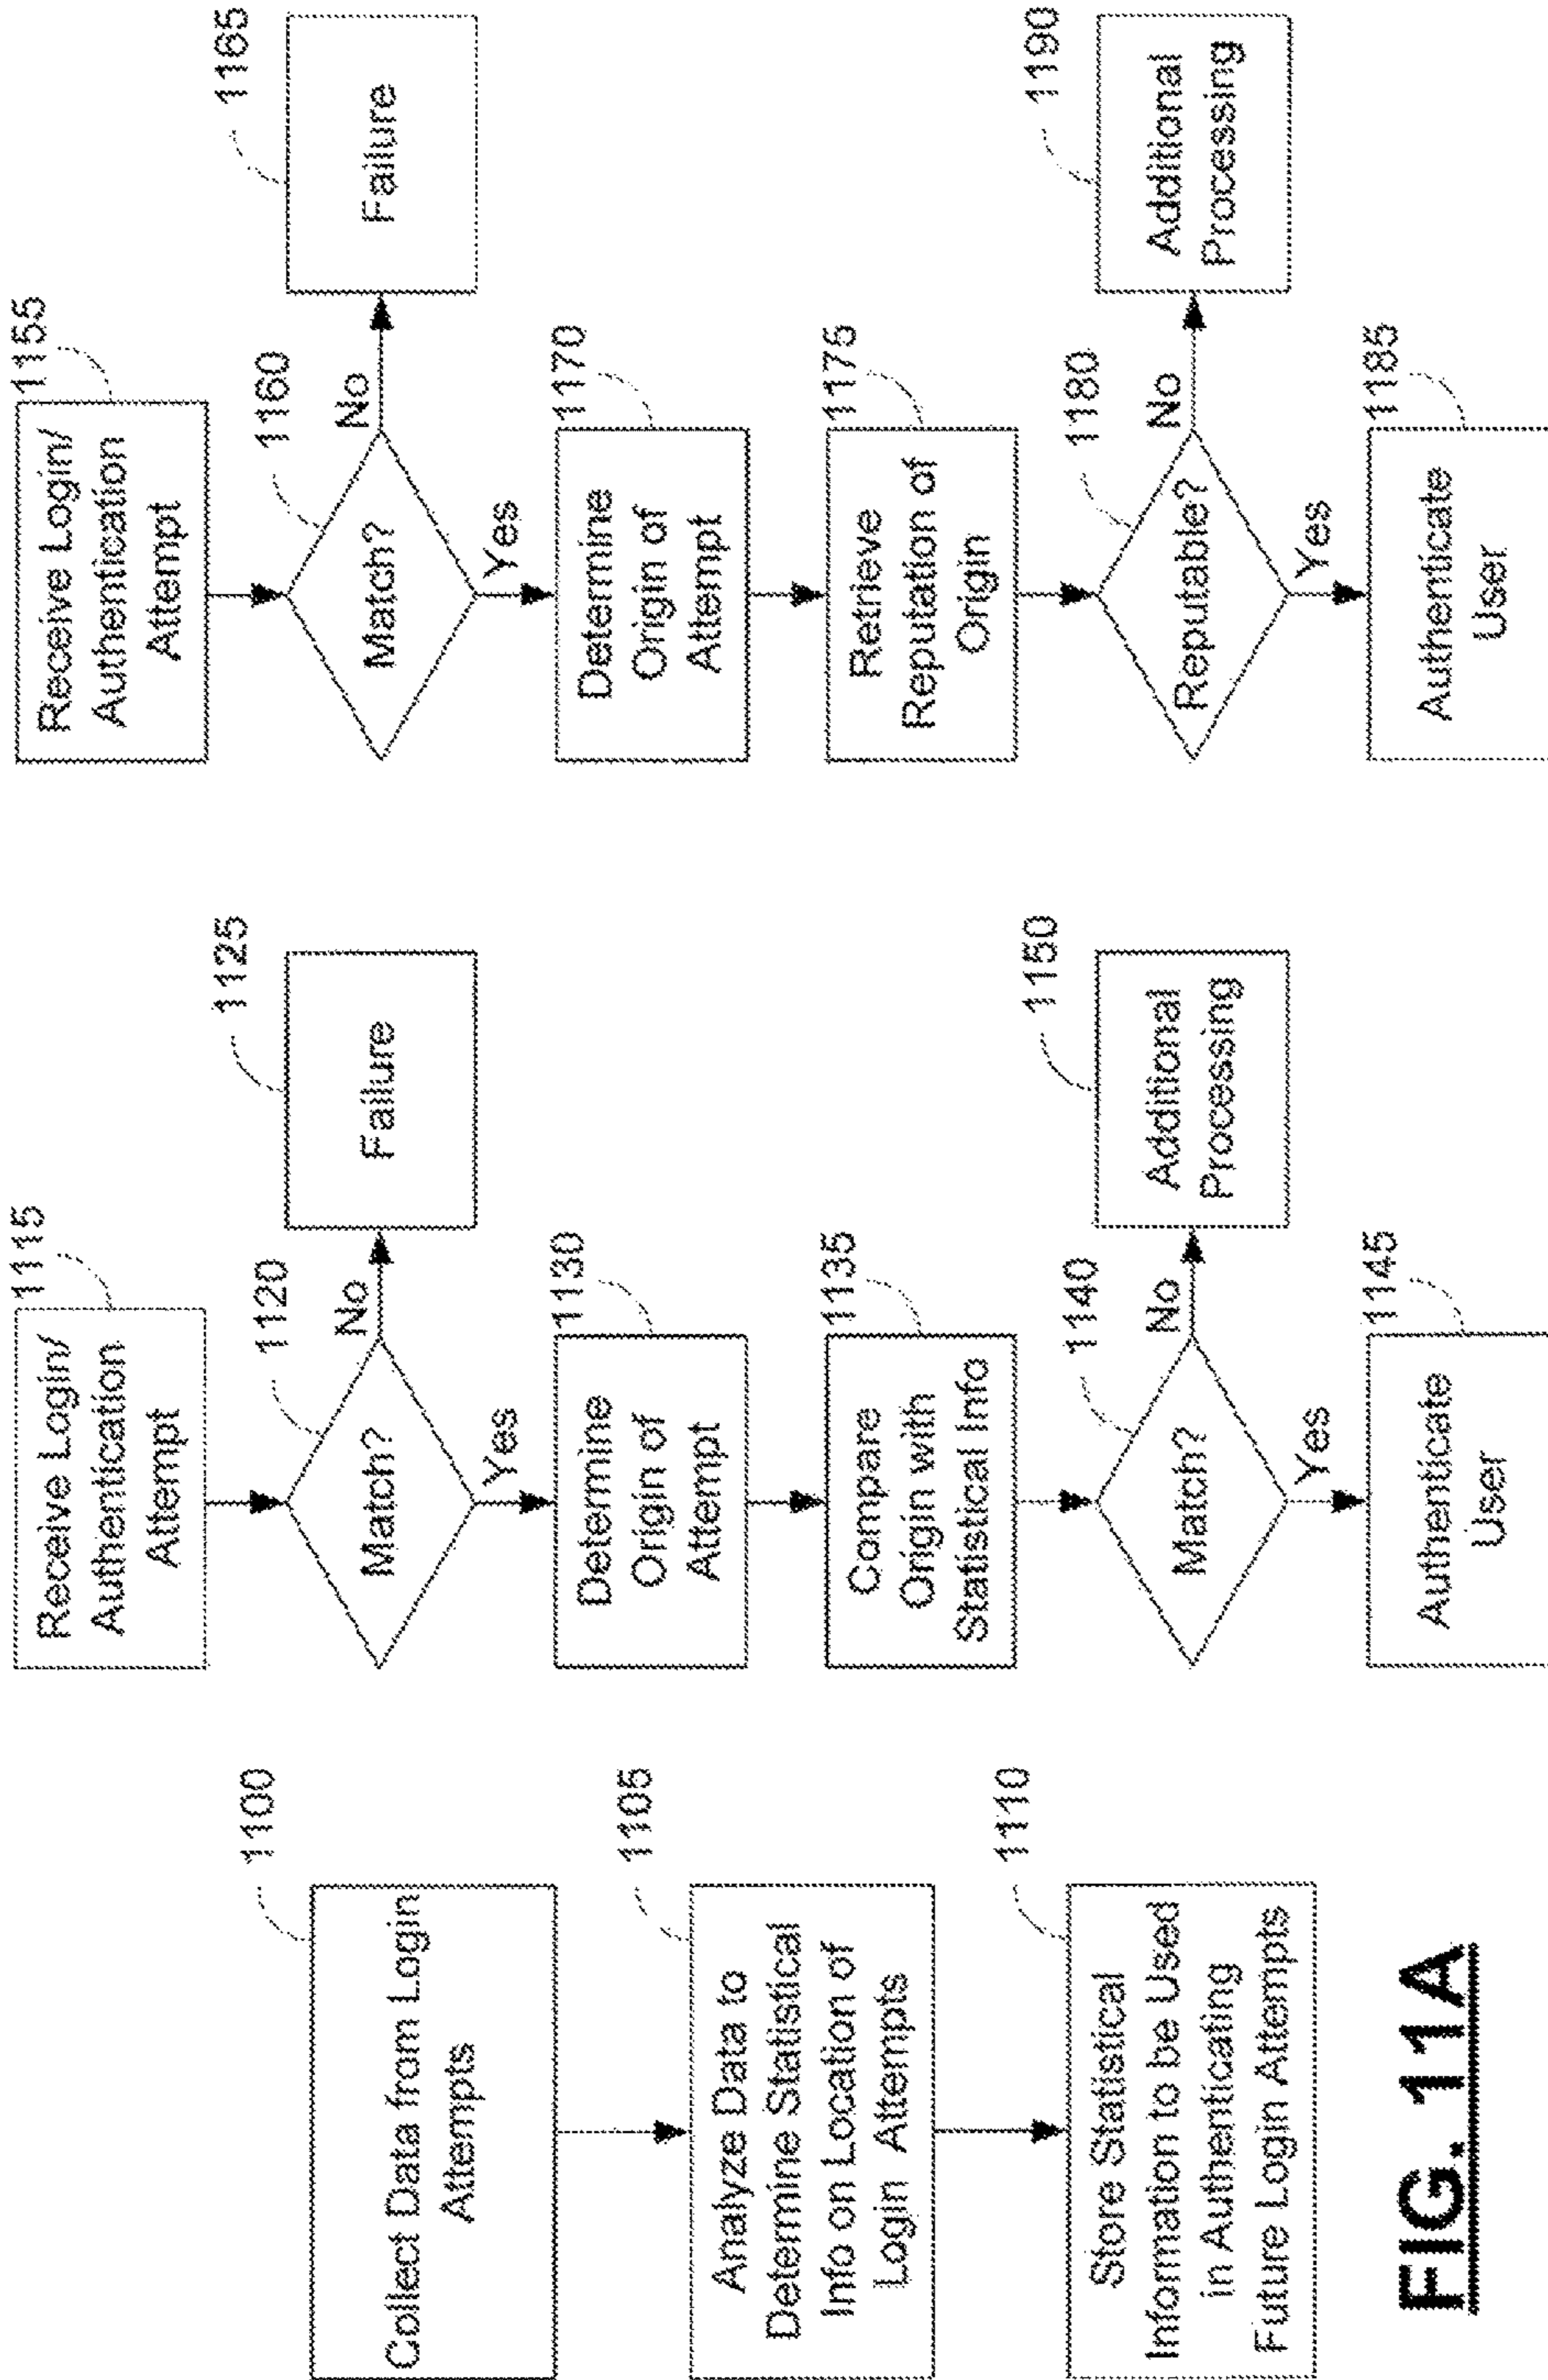 1100
Collect Data from Login
Attempts
1105
Analyze Data to
Determine Statistical
Info on Location of
Login Attempts
1110
Store Statistical
Information to be Used
in Authenticating
Future Login Attempts
FIG. 11A
1115
Receive Login/
Authentication
Attempt
1120
Match?
No
1125
Failure
Yes
1130
Determine
Origin of
Attempt
1135
Compare
Origin with
Statistical Info
1140
Match?
No
1150
Additional
Processing
Yes
1145
Authenticate
User
1155
Receive Login/
Authentication
Attempt
1160
Match?
No
1165
Failure
Yes
1170
Determine
Origin of
Attempt
1175
Retrieve
Reputation of
Origin
1180
Reputable?
No
1190
Additional
Processing
Yes
1185
Authenticate
User